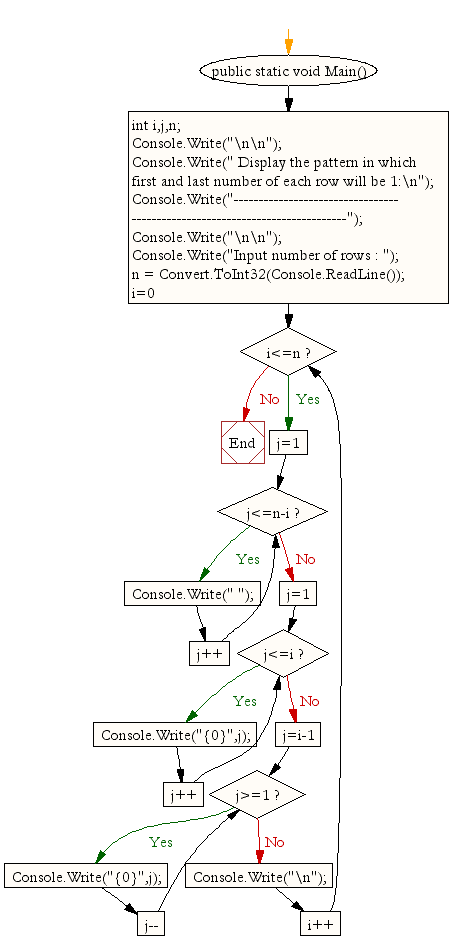 public static void Main()
int i,j,n;
Console.Write("\n\n");
Console.Write(" Display the pattern in which
first and last number of each row will be 1:\n");
Console.Write("---------------------------------
-------------------------------------------");
Console.Write("\n\n");
Console.Write("Input number of rows : ");
n = Convert.ToInt32(Console.ReadLine());
i=0
i<=n ?
No
Yes
End
j=1
j<=n-i ?
Yes
No
Console.Write(" ");
j=1
j++
j<=i ?
Yes
No
Console.Write("{0}",j);
j=i-1
j++
j>=1 ?
Yes
No
Console.Write("{0}",j);
Console.Write("\n");
j--
i++